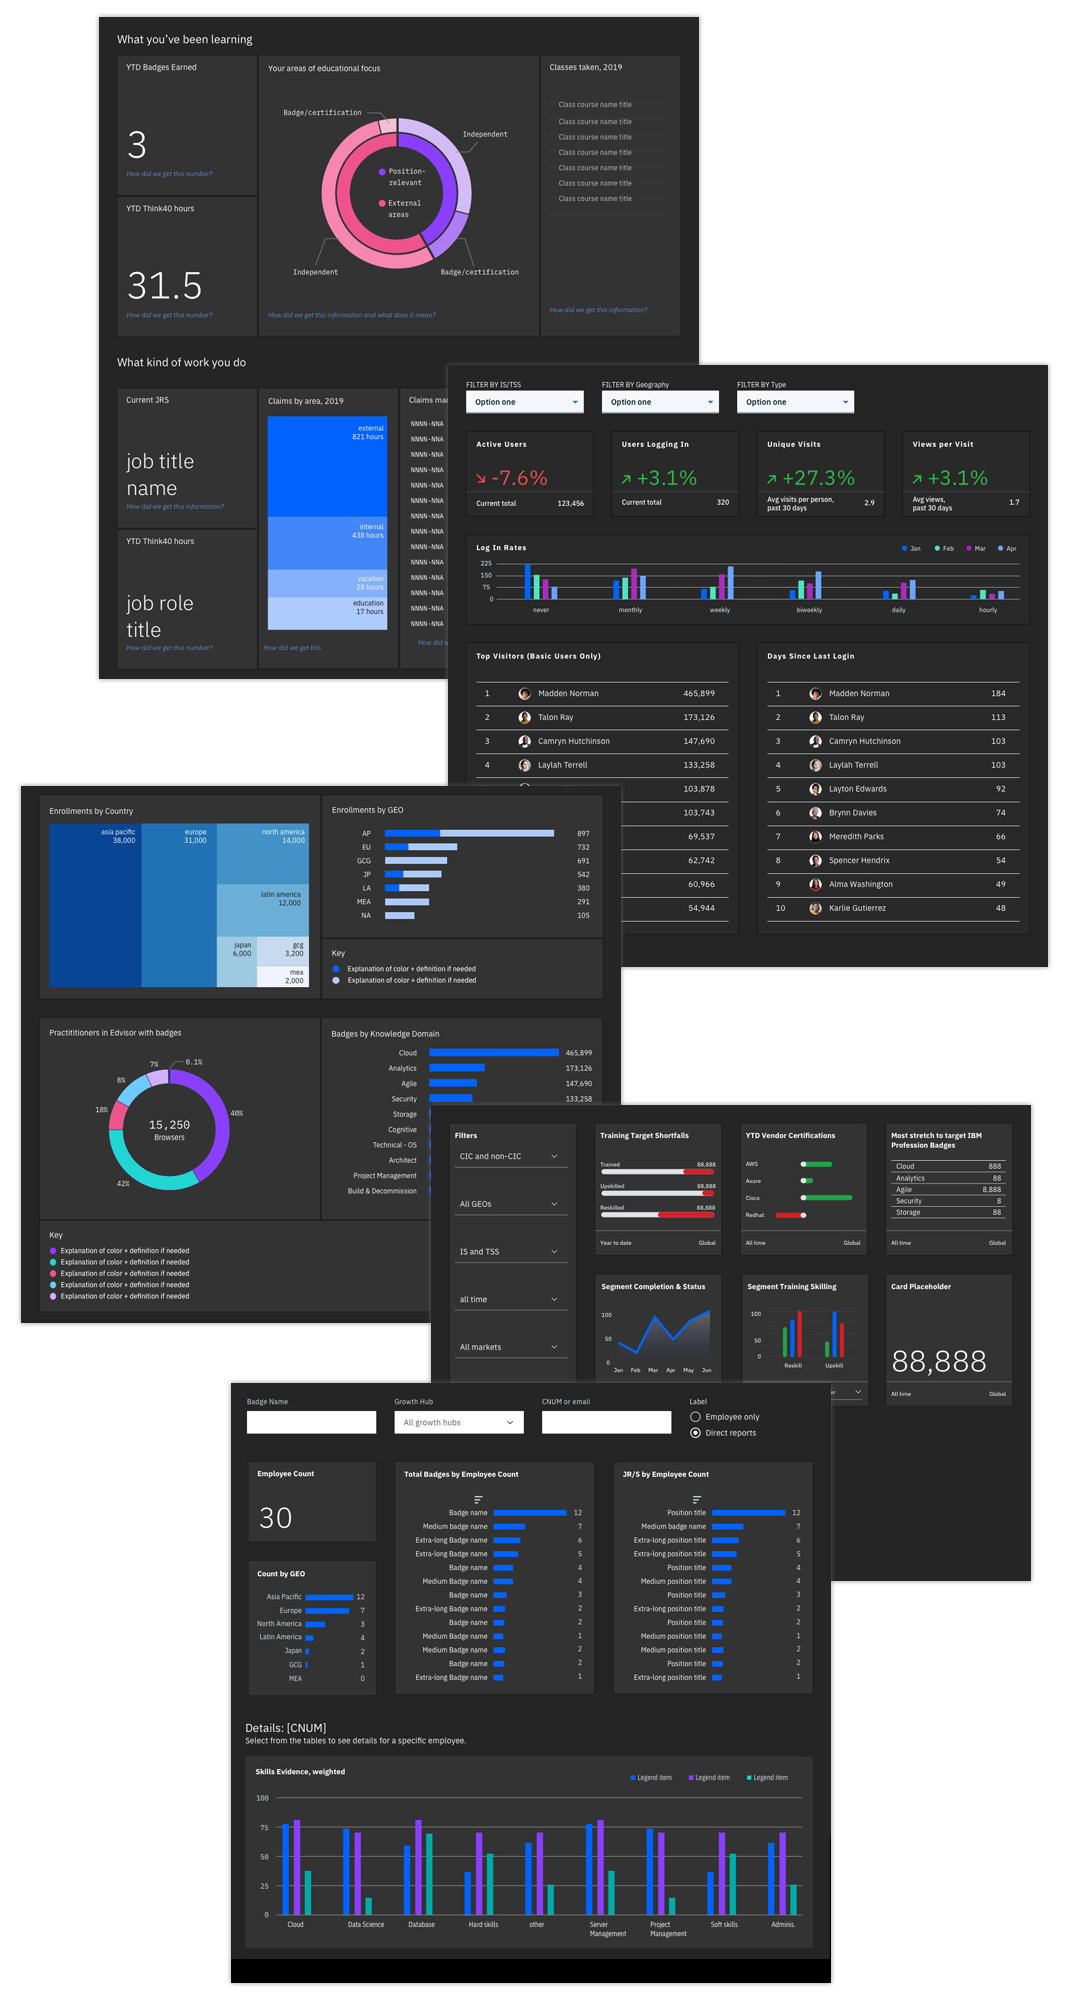 What you've been learning
YTD Badges Earned
3
How did we get this number?
YTD Think40 hours
31.5
How did we get this number?
Your areas of educational focus
Badge/certification
Independent
Position-
relevant
External
areas
Independent
Badge/certification
How did we get this information and what does it mean?
Classes taken, 2019
Class course name title
Class course name title
Class course name title
Class course name title
Class course name title
Class course name title
Class course name title
How did we get this information?
What kind of work you do
Current JRS
job title
name
How did we get this information?
YTD Think40 hours
job role
title
How did we get this number?
Claims by area, 2019
external
821 hours
internal
438 hours
vacation
28 hours
education
17 hours
How did we get this
Claims mad
NNNN-NNA
NNNN-NNA
NNNN-NNA
NNNN-NNA
NNNN-NNA
NNNN-NNA
NNNN-NNA
NNNN-NNA
NNNN-NNA
NNNN-NNA
NNNN-NNA
NNNN-NNA
NNNN-NNA
NNNN-NNA
How did
FILTER BY IS/TSS
Option one
FILTER BY Geography
Option one
FILTER BY Type
Option one
Active Users
-7.6%
Current total 123,456
Users Logging In
+3.1%
Current total 320
Unique Visits
+27.3%
Avg visits per person,
past 30 days 2.9
Views per Visit
+3.1%
Avg views,
past 30 days 1.7
Log In Rates
Jan Feb Mar Apr
225
150
75
0
never monthly weekly biweekly daily hourly
Top Visitors (Basic Users Only)
1 Madden Norman 465,899
2 Talon Ray 173,126
3 Camryn Hutchinson 147,690
4 Laylah Terrell 133,258
103,878
103,743
69,537
62,742
60,966
54,944
Days Since Last Login
1 Madden Norman 184
2 Talon Ray 113
3 Camryn Hutchinson 103
4 Laylah Terrell 103
5 Layton Edwards 92
6 Brynn Davies 74
7 Meredith Parks 66
8 Spencer Hendrix 54
9 Alma Washington 49
10 Karlie Gutierrez 48
Enrollments by Country
asia pacific
38,000
europe
31,000
north america
14,000
latin america
12,000
japan
6,000
gcg
3,200
mea
2,000
Enrollments by GEO
AP 897
EU 732
GCG 691
JP 542
LA 380
MEA 291
NA 105
Key
Explanation of color + definition if needed
Explanation of color + definition if needed
Practitioners in Edvisor with badges
0.1%
7%
8%
18%
40%
42%
15,250
Browsers
Badges by Knowledge Domain
Cloud 465,899
Analytics 173,126
Agile 147,690
Security 133,258
Storage
Cognitive
Technical - OS
Architect
Project Management
Build & Decommission
Key
Explanation of color + definition if needed
Explanation of color + definition if needed
Explanation of color + definition if needed
Explanation of color + definition if needed
Explanation of color + definition if needed
Filters
CIC and non-CIC
All GEOs
IS and TSS
all time
All markets
Training Target Shortfalls
Trained 88,888
Upskilled 88,888
Reskilled 88,888
Year to date Global
YTD Vendor Certifications
AWS
Axure
Cisco
Redhat
All time Global
Most stretch to target IBM
Profession Badges
Cloud 888
Analytics 88
Agile 8,888
Security 8
Storage 88
All time Global
Segment Completion & Status
100
50
0
Jan Feb Mar Apr May Jun
Segment Training Skilling
100
50
0
Reskill Upskill
er
Card Placeholder
88,888
All time Global
Badge Name
Growth Hub
All growth hubs
CNUM or email
Label
Employee only
Direct reports
Employee Count
30
Count by GEO
Asia Pacific 12
Europe 7
North America 3
Latin America 4
Japan 2
GCG 1
MEA 0
Total Badges by Employee Count
Badge name 12
Medium badge name 7
Extra-long Badge name 6
Extra-long Badge name 5
Badge name 4
Medium Badge name 4
Badge name 3
Extra-long Badge name 2
Badge name 2
Medium Badge name 1
Medium Badge name 2
Badge name 2
Extra-long Badge name 1
JR/S by Employee Count
Position title 12
Medium badge name 7
Extra-long position title 6
Extra-long position title 5
Position title 4
Medium position title 4
Position title 3
Extra-long position title 2
Position title 2
Medium position title 1
Medium position title 2
Position title 2
Extra-long position title 1
Details: [CNUM]
Select from the tables to see details for a specific employee.
Skills Evidence, weighted
Legend item Legend item Legend item
100
75
50
25
0
Cloud Data Science Database Hard skills other Server Management Project Management Soft skills Adminis.